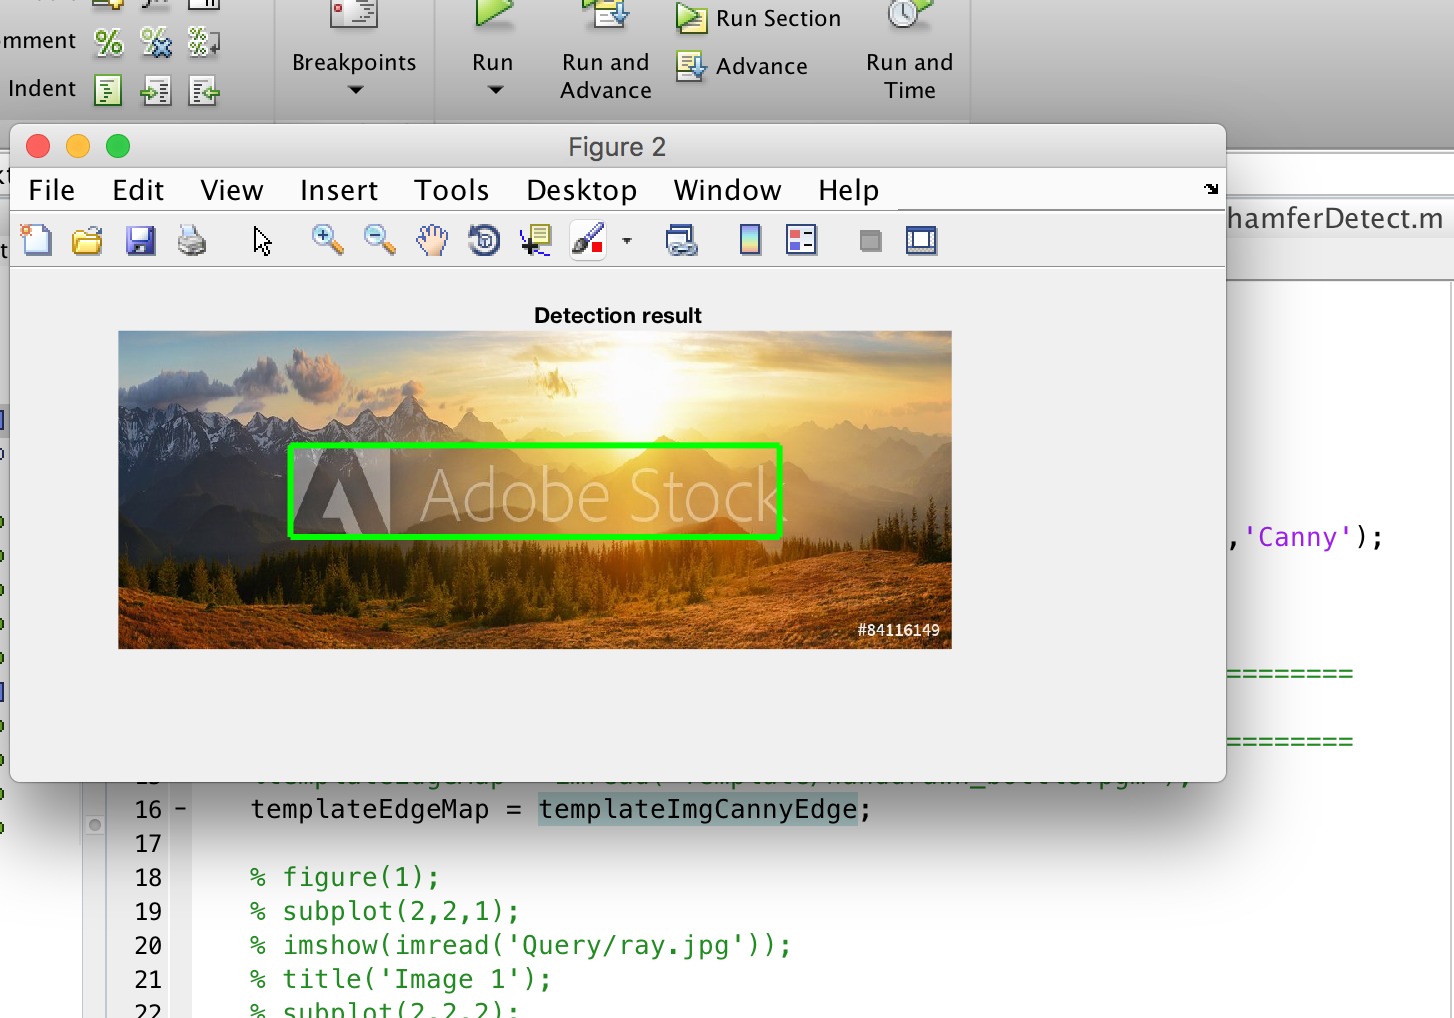 Run Section
Comment
Breakpoints
Run
Run and
Advance
Advance
Run and
Time
Indent
Figure 2
File Edit View Insert Tools Desktop Window Help
hamferDetect.m
Detection result
Adobe Stock
#84116149
,'Canny');
========
========
16 – templateEdgeMap = templateImgCannyEdge;
17
18 % figure(1);
19 % subplot(2,2,1);
20 % imshow(imread('Query/ray.jpg'));
21 % title('Image 1');
22 % subplot(2,2,2);